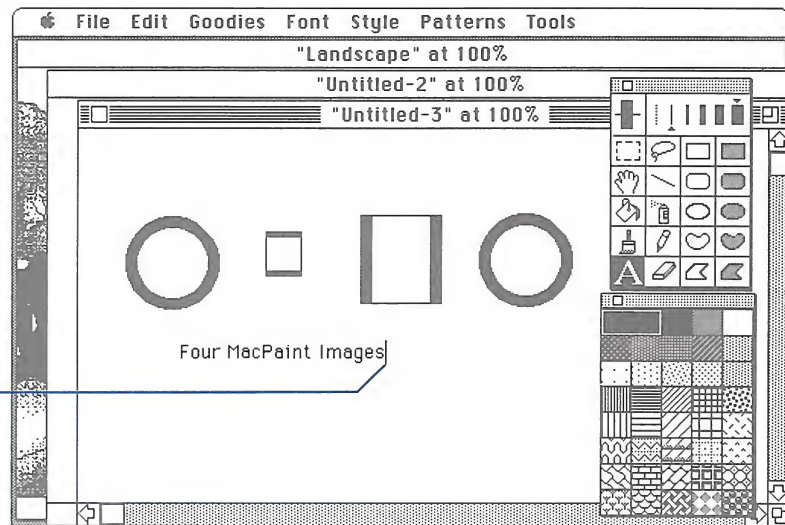 File Edit Goodies Font Style Patterns Tools
"Landscape" at 100%
"Untitled-2" at 100%
"Untitled-3" at 100%
A
Four MacPaint Images